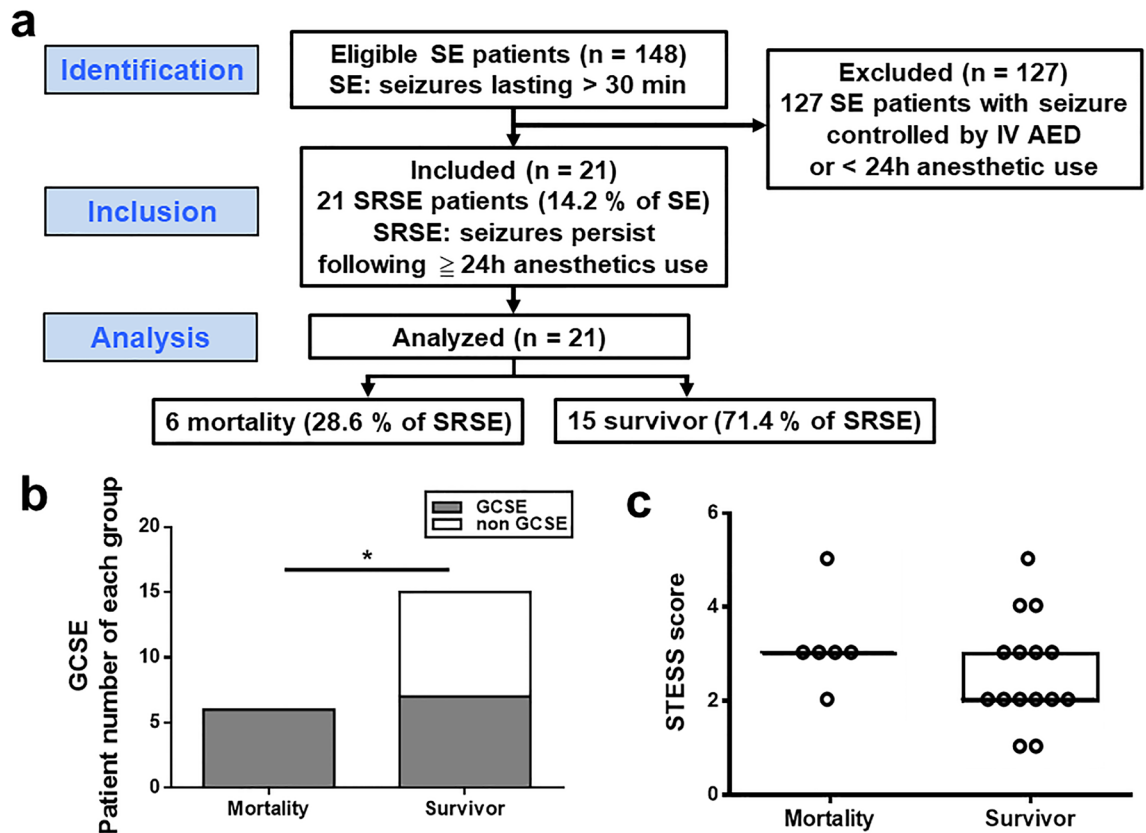 a
Identification
Eligible SE patients (n = 148)
SE: seizures lasting > 30 min
Excluded (n = 127)
127 SE patients with seizure
controlled by IV AED
or < 24h anesthetic use
Inclusion
Included (n = 21)
21 SRSE patients (14.2 % of SE)
SRSE: seizures persist
following ≧ 24h anesthetics use
Analysis
Analyzed (n = 21)
6 mortality (28.6 % of SRSE)
15 survivor (71.4 % of SRSE)
b
GCSE
Patient number of each group
GCSE
non GCSE
20
15
10
5
0
*
Mortality
Survivor
c
STESS score
6
4
2
0
Mortality
Survivor